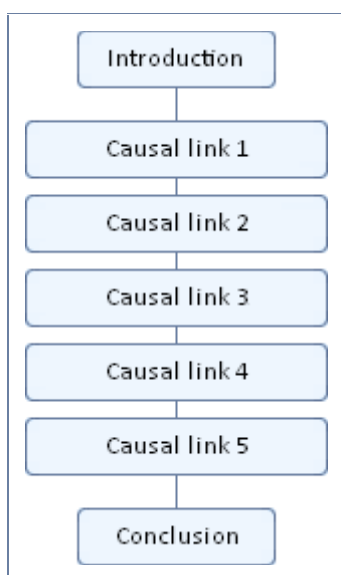 Introduction
Causal link 1
Causal link 2
Causal link 3
Causal link 4
Causal link 5
Conclusion